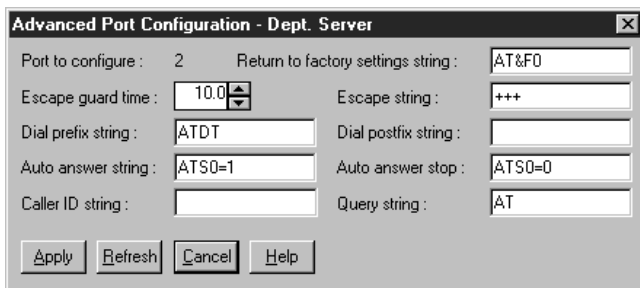 Advanced Port Configuration - Dept. Server
Port to configure : 2 Return to factory settings string : AT&F0
Escape guard time : 10.0 Escape string : +++
Dial prefix string : ATDT Dial postfix string :
Auto answer string : ATS0=1 Auto answer stop : ATS0=0
Caller ID string : Query string : AT
Apply Refresh Cancel Help